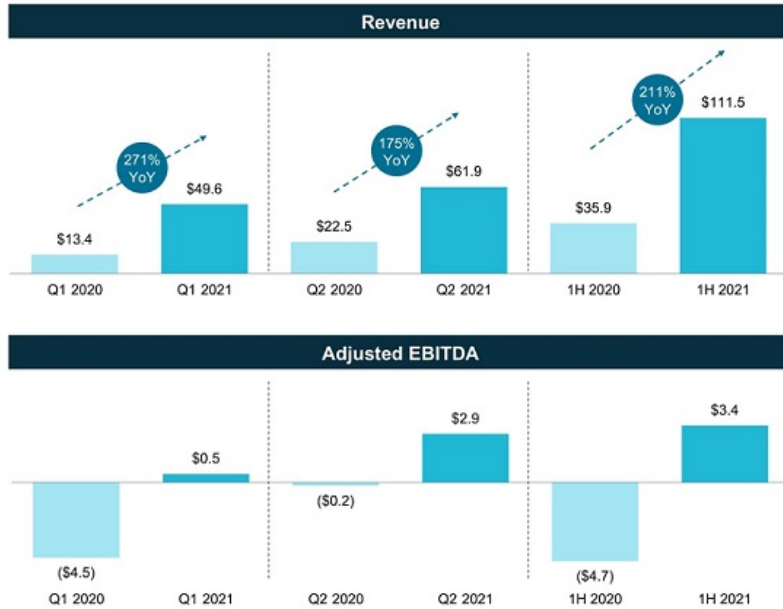 Revenue
211%
YoY
$111.5
175%
YoY
271%
YoY
$61.9
$49.6
$35.9
$22.5
$13.4
Q1 2020 Q1 2021 Q2 2020 Q2 2021 1H 2020 1H 2021
Adjusted EBITDA
$3.4
$2.9
$0.5
($0.2)
($4.5) ($4.7)
Q1 2020 Q1 2021 Q2 2020 Q2 2021 1H 2020 1H 2021